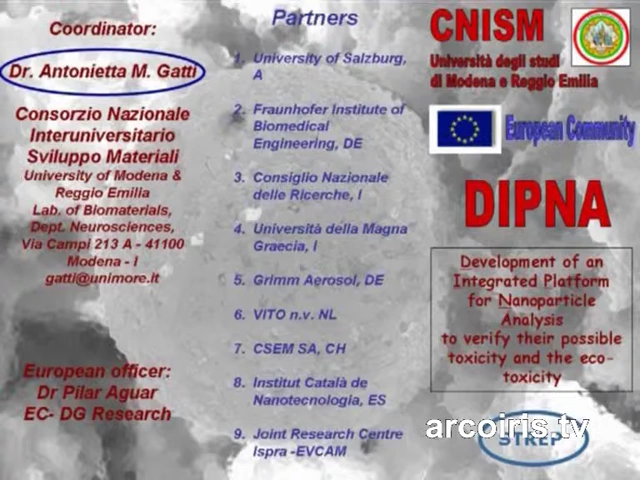 Coordinator:
Dr. Antonietta M. Gatti
Consorzio Nazionale
Interuniversitario
Sviluppo Materiali
University of Modena &
Reggio Emilia
Lab. of Biomaterials,
Dept. Neurosciences,
Via Campi 213 A - 41100
Modena - I
gatti@unimore.it
European officer:
Dr Pilar Aguar
EC- DG Research
Partners
1. University of Salzburg,
A
2. Fraunhofer Institute of
Biomedical
Engineering, DE
3. Consiglio Nazionale
delle Ricerche, I
4. Università della Magna
Graecia, I
5. Grimm Aerosol, DE
6. VITO n.v. NL
7. CSEM SA, CH
8. Institut Català de
Nanotecnologia, ES
9. Joint Research Centre
Ispra -EVCAM
CNISM
Università degli studi
di Modena e Reggio Emilia
European Community
DIPNA
Development of an
Integrated Platform
for Nanoparticle
Analysis
to verify their possible
toxicity and the eco-
toxicity
arcoiris.tv
STREP